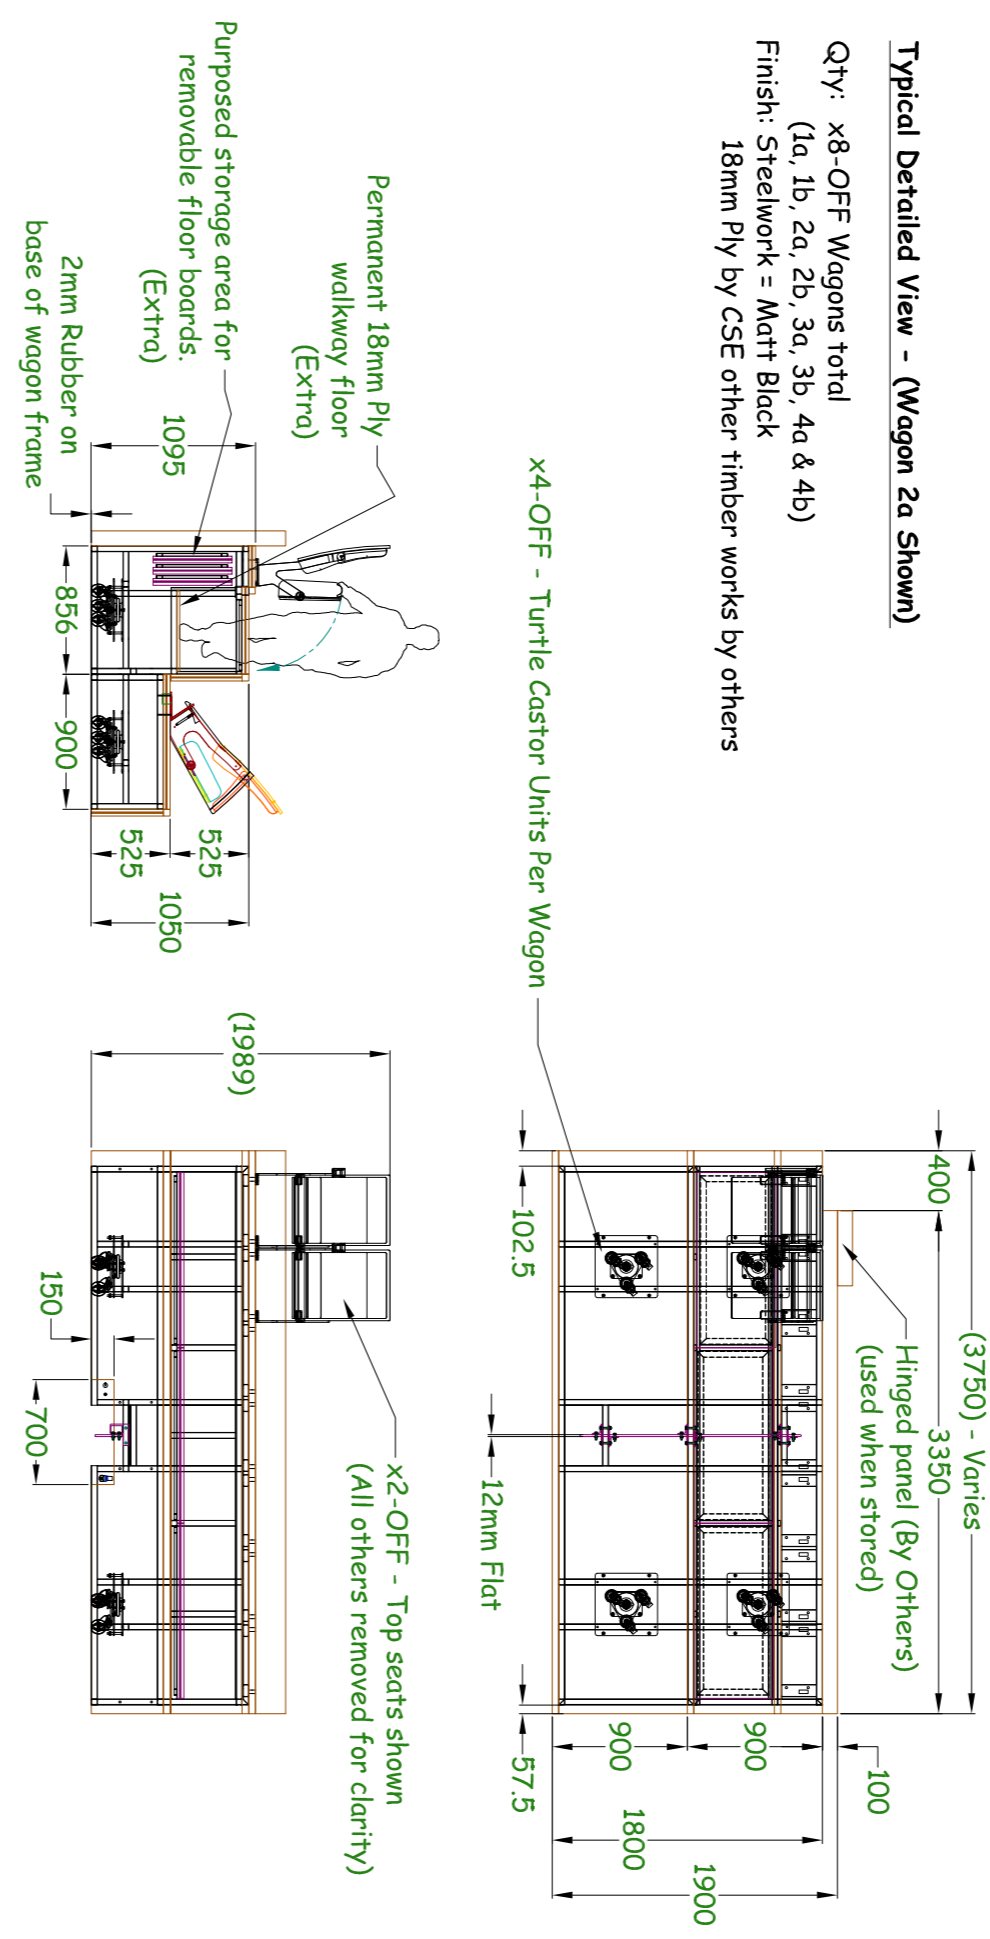 Typical Detailed View - (Wagon 2a Shown)
Qty: x8-OFF Wagons total
(1a, 1b, 2a, 2b, 3a, 3b, 4a & 4b)
Finish: Steelwork = Matt Black
18mm Ply by CSE other timber works by others
x4-OFF - Turtle Castor Units Per Wagon
(3750) - Varies
400
3350
Hinged panel (By Others)
(used when stored)
100
102.5
12mm Flat
57.5
900
900
1800
1900
Permanent 18mm Ply
walkway floor
(Extra)
Purposed storage area for
removable floor boards.
(Extra)
2mm Rubber on
base of wagon frame
1095
856
900
525
525
1050
(1989)
150
700
x2-OFF - Top seats shown
(All others removed for clarity)